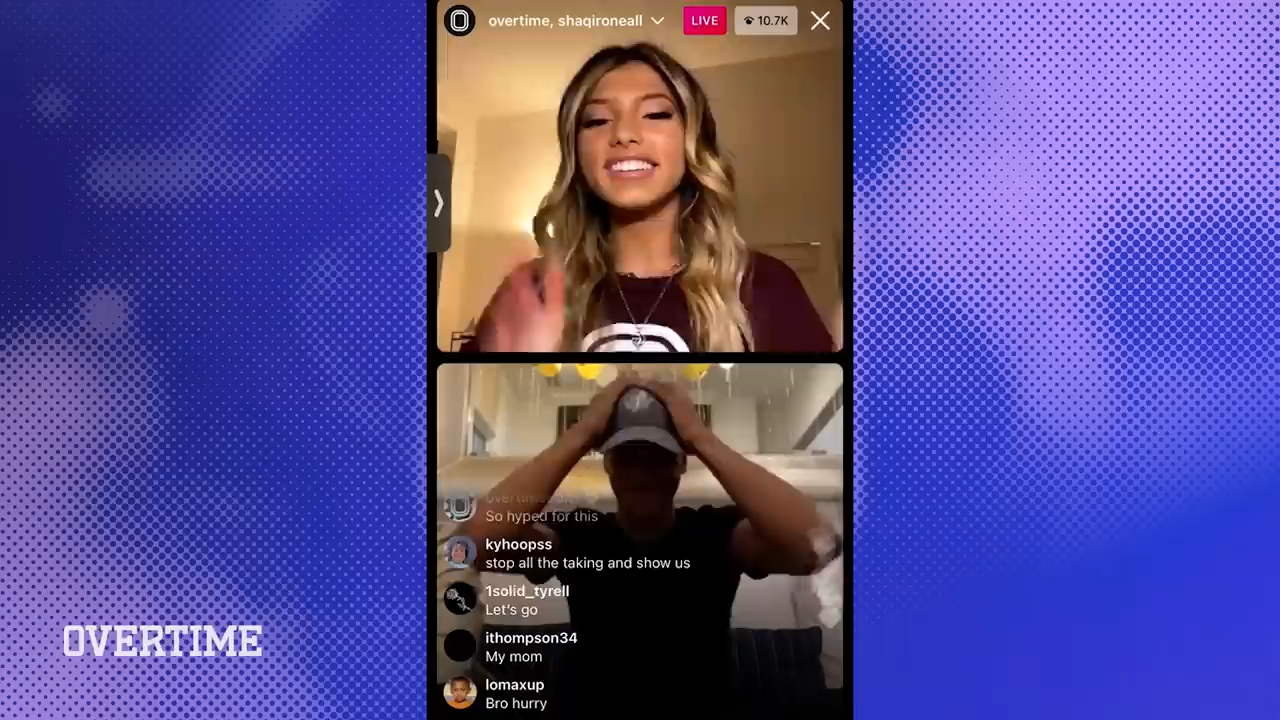 overtime, shaqironeall
LIVE
10.7K
So hyped for this
kyhoopss
stop all the taking and show us
1solid_tyrell
Let's go
ithompson34
My mom
lomaxup
Bro hurry
OVERTIME